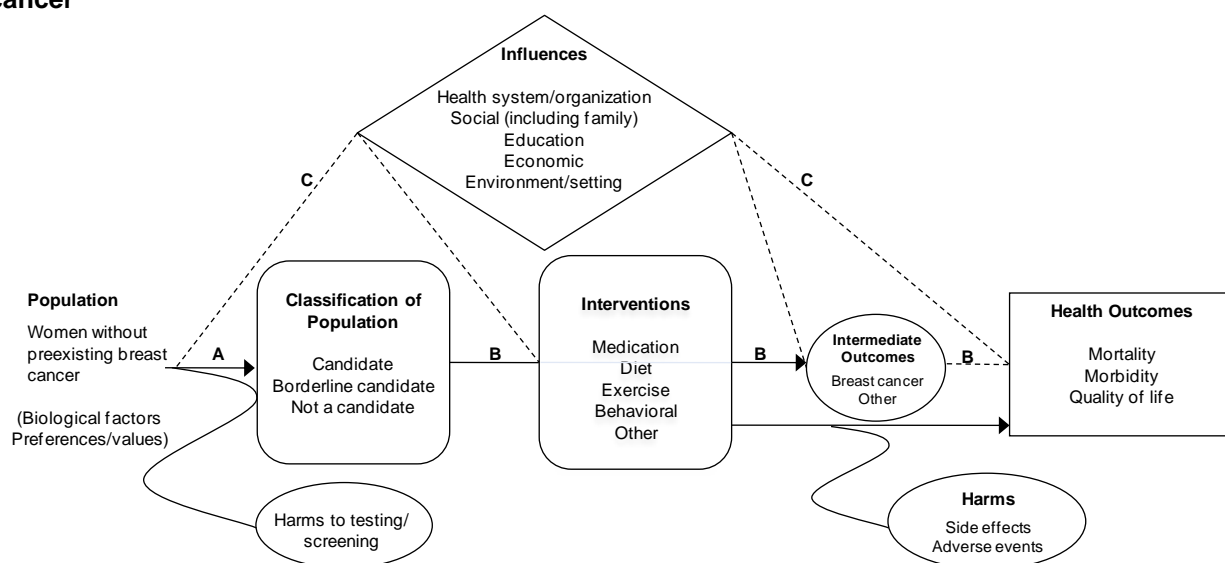 cancer
Influences
Health system/organization
Social (including family)
Education
Economic
Environment/setting
C
C
Population
Women without
preexisting breast
cancer
(Biological factors
Preferences/values)
A
Classification of
Population
Candidate
Borderline candidate
Not a candidate
B
Interventions
Medication
Diet
Exercise
Behavioral
Other
B
Intermediate
Outcomes
Breast cancer
Other
B
Health Outcomes
Mortality
Morbidity
Quality of life
Harms to testing/
screening
Harms
Side effects
Adverse events